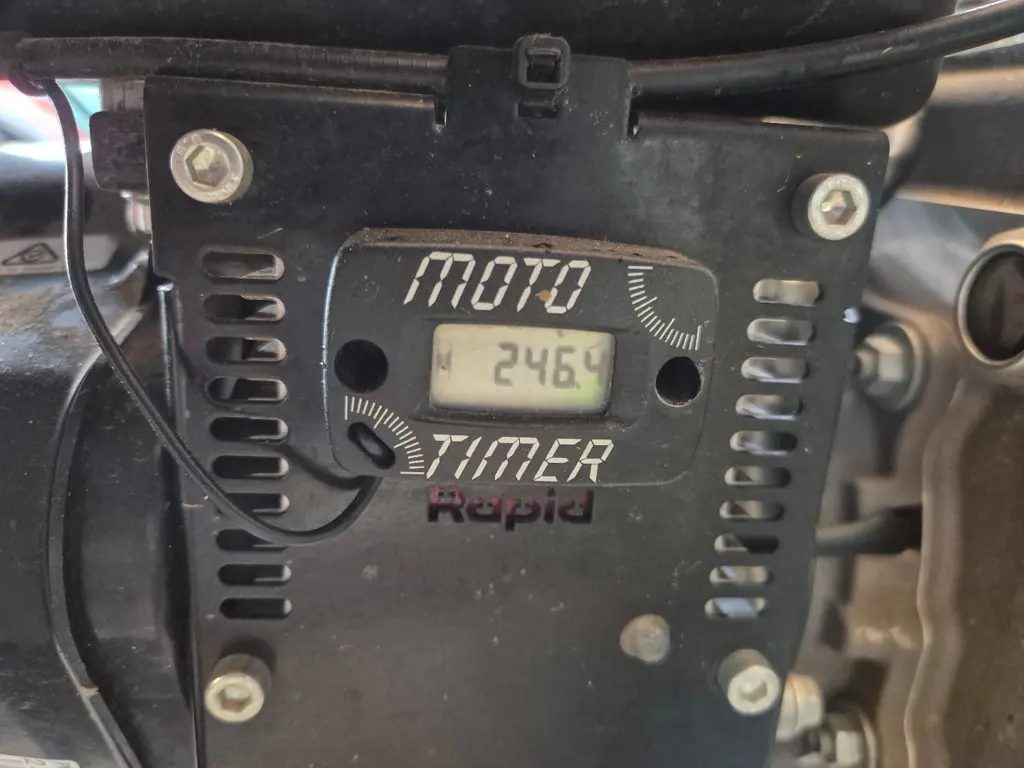 MOTO
H 246.4
TIMER
Rapid